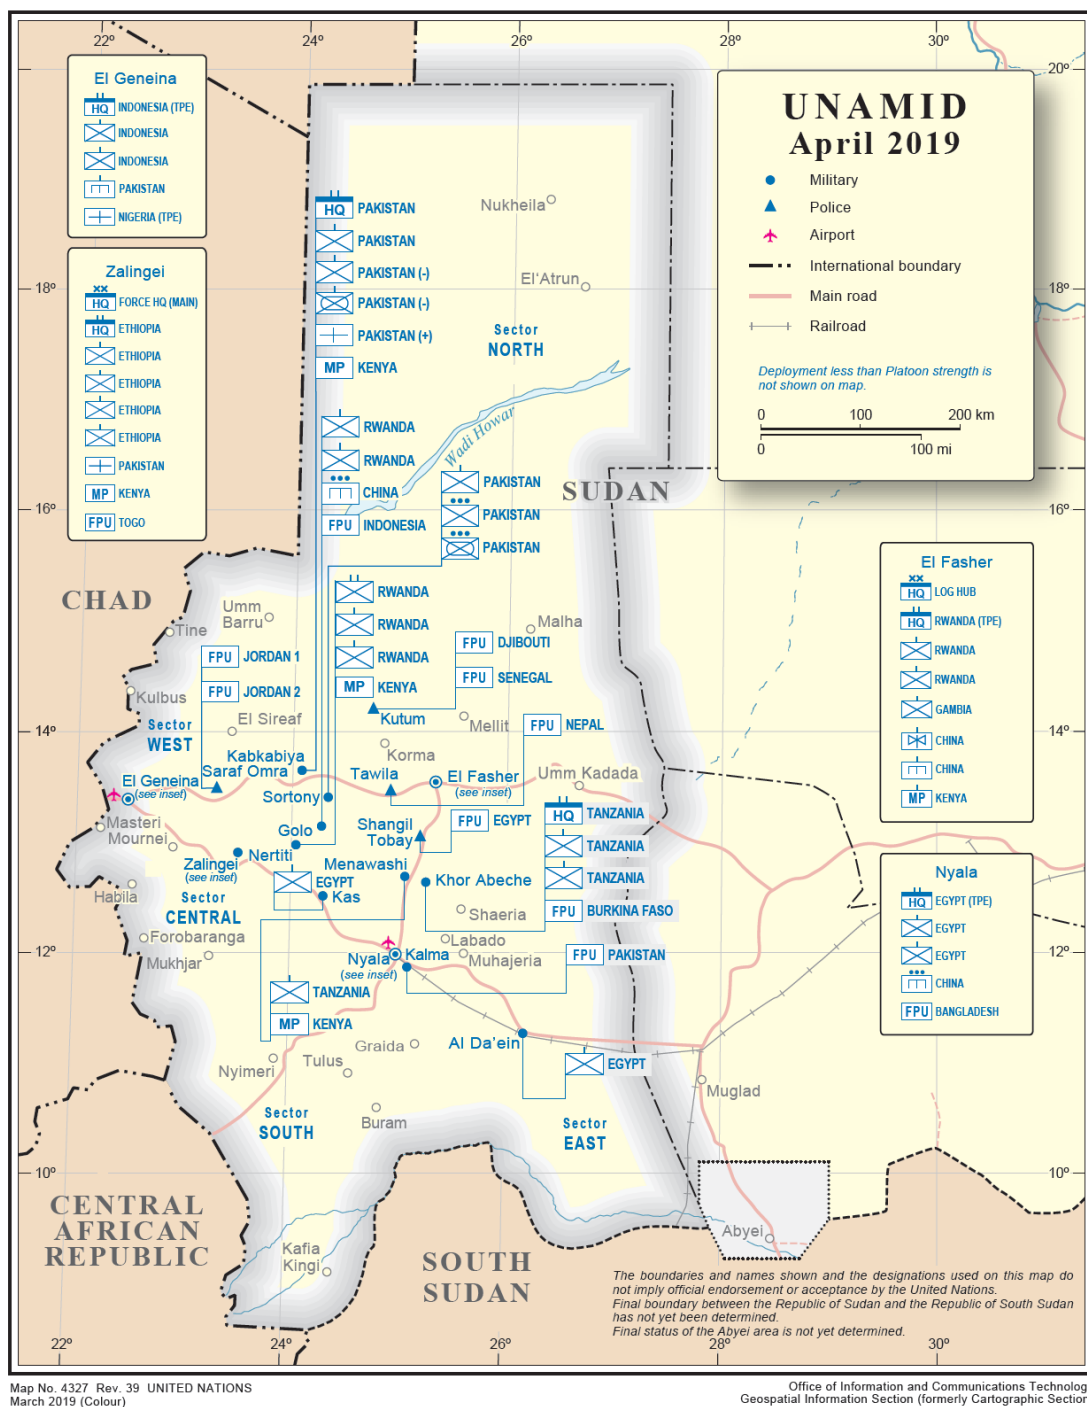 22°
24°
26°
28°
30°
20°
El Geneina
HQ INDONESIA (TPE)
INDONESIA
INDONESIA
PAKISTAN
NIGERIA (TPE)
UNAMID
April 2019
Military
Police
Airport
International boundary
Main road
Railroad
Deployment less than Platoon strength is
not shown on map.
0 100 200 km
0 100 mi
Zalingei
HQ FORCE HQ (MAIN)
HQ ETHIOPIA
ETHIOPIA
ETHIOPIA
ETHIOPIA
ETHIOPIA
PAKISTAN
MP KENYA
FPU TOGO
HQ PAKISTAN
PAKISTAN
PAKISTAN (-)
PAKISTAN (-)
PAKISTAN (+)
MP KENYA
Nukheila
El'Atrun
18°
18°
Sector
NORTH
Wadi Howar
RWANDA
RWANDA
CHINA
FPU INDONESIA
PAKISTAN
PAKISTAN
PAKISTAN
SUDAN
16°
16°
El Fasher
HQ LOG HUB
HQ RWANDA (TPE)
RWANDA
RWANDA
GAMBIA
CHINA
CHINA
MP KENYA
CHAD
Umm
Barru
Tine
RWANDA
RWANDA
RWANDA
MP KENYA
Malha
FPU DJIBOUTI
FPU SENEGAL
FPU JORDAN 1
FPU JORDAN 2
Kulbus
El Sireaf
Sector
WEST
Kutum
Mellit
FPU NEPAL
14°
14°
Korma
Kabkabiya
Saraf Omra
El Geneina
(see inset)
Tawila
El Fasher
(see inset)
Umm Kadada
Sortony
Masteri
Mournei
Golo
Shangil
Tobay
FPU EGYPT
HQ TANZANIA
TANZANIA
TANZANIA
FPU BURKINA FASO
Zalingei
(see inset)
Nertiti
Menawashi
EGYPT
Kas
Khor Abeche
Habila
Sector
CENTRAL
Shaeria
Forobaranga
Mukhjar
Labado
Muhajeria
Nyala
(see inset)
Kalma
FPU PAKISTAN
12°
12°
Nyala
HQ EGYPT (TPE)
EGYPT
EGYPT
CHINA
FPU BANGLADESH
TANZANIA
MP KENYA
Al Da'ein
Graida
Tulus
Nyimeri
EGYPT
Muglad
Buram
Sector
SOUTH
Sector
EAST
10°
10°
CENTRAL
AFRICAN
REPUBLIC
Kafia
Kingi
SOUTH
SUDAN
Abyei
The boundaries and names shown and the designations used on this map do
not imply official endorsement or acceptance by the United Nations.
Final boundary between the Republic of Sudan and the Republic of South Sudan
has not yet been determined.
Final status of the Abyei area is not yet determined.
22°
24°
26°
28°
30°
Map No. 4327 Rev. 39 UNITED NATIONS
March 2019 (Colour)
Office of Information and Communications Technolog
Geospatial Information Section (formerly Cartographic Section